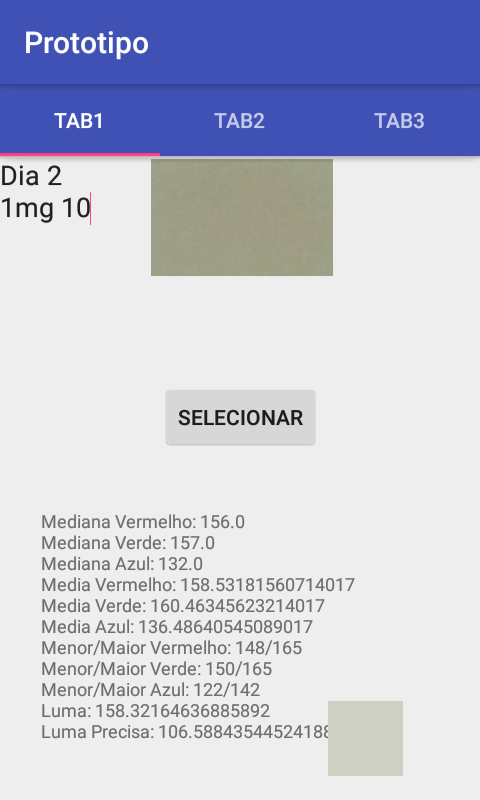 Prototipo
TAB1 TAB2 TAB3
Dia 2
1mg 10
SELECIONAR
Mediana Vermelho: 156.0
Mediana Verde: 157.0
Mediana Azul: 132.0
Media Vermelho: 158.53181560714017
Media Verde: 160.46345623214017
Media Azul: 136.48640545089017
Menor/Maior Vermelho: 148/165
Menor/Maior Verde: 150/165
Menor/Maior Azul: 122/142
Luma: 158.32164636885892
Luma Precisa: 106.58843544524188